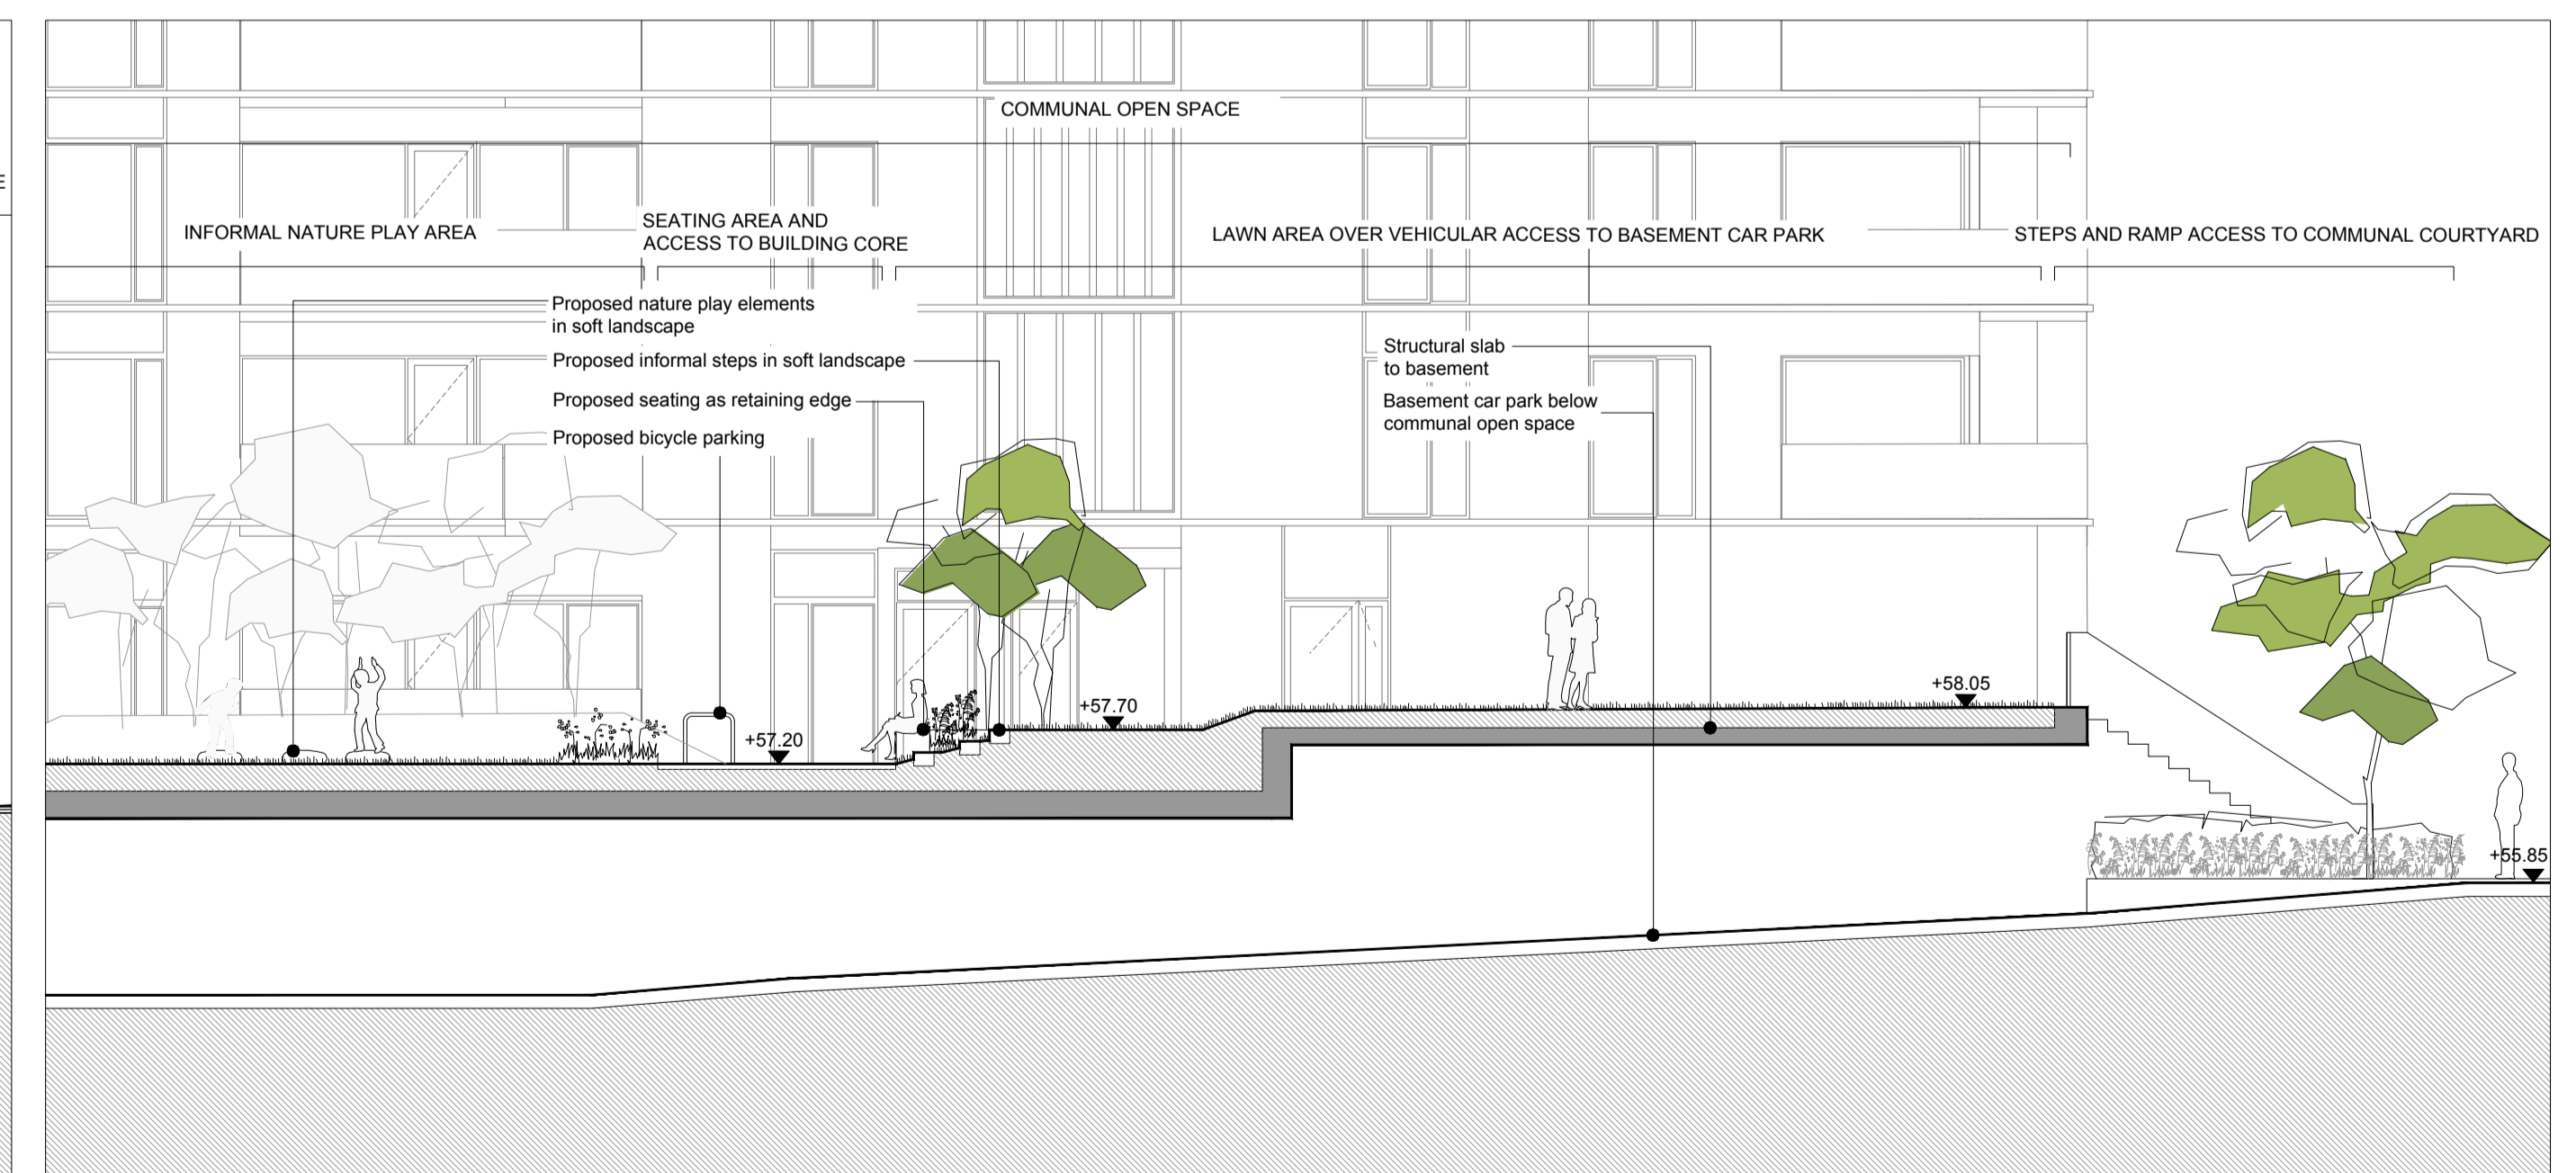 E
COMMUNAL OPEN SPACE
INFORMAL NATURE PLAY AREA
SEATING AREA AND
ACCESS TO BUILDING CORE
LAWN AREA OVER VEHICULAR ACCESS TO BASEMENT CAR PARK
STEPS AND RAMP ACCESS TO COMMUNAL COURTYARD
Proposed nature play elements
in soft landscape
Proposed informal steps in soft landscape
Proposed seating as retaining edge
Proposed bicycle parking
Structural slab
to basement
Basement car park below
communal open space
+57.20
+57.70
+58.05
+55.85